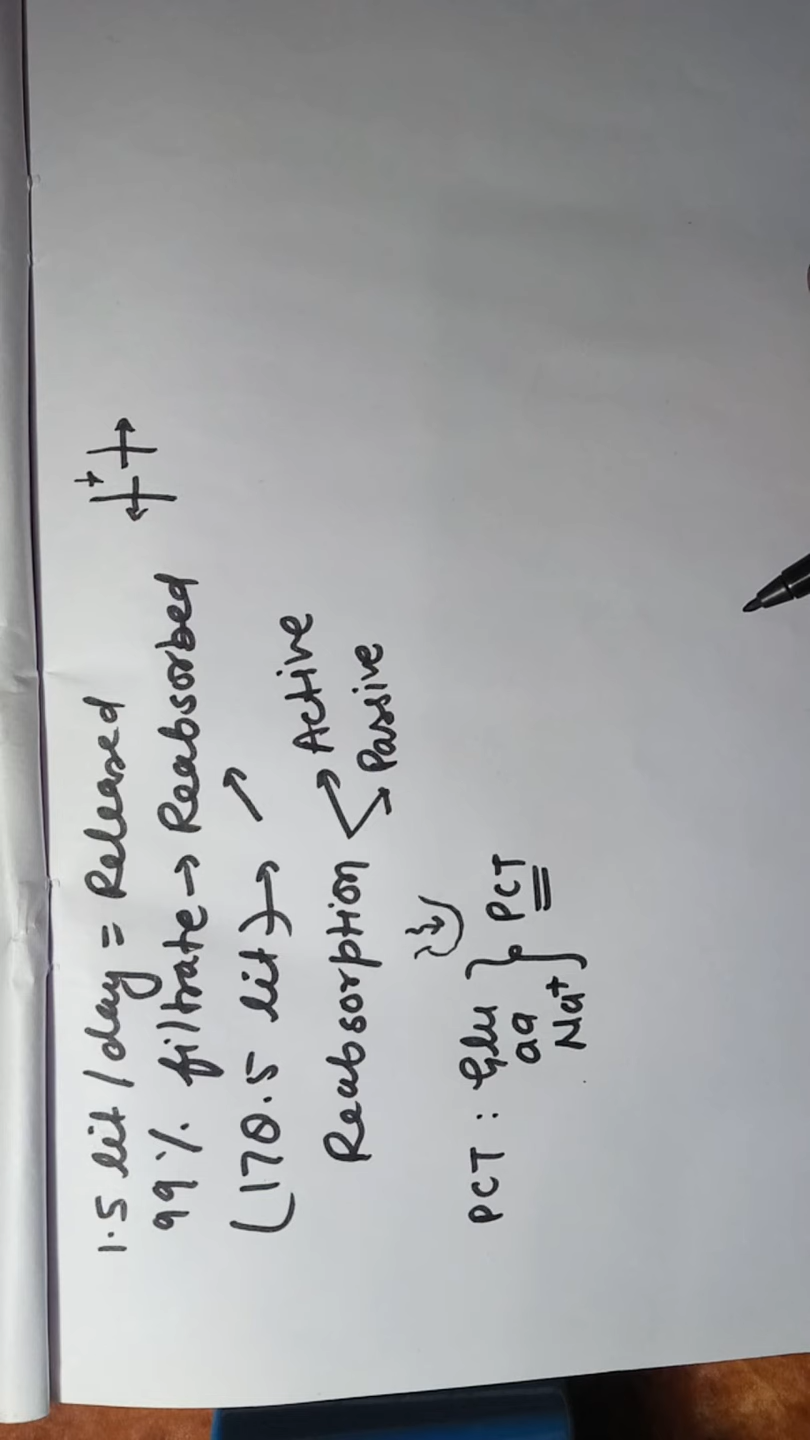 1.5 lit/day = Released
99% filtrate → Reabsorbed
(170.5 lit) → ↗
Reabsorption
Active
Passive
PCT : Glu } PCT
aa
Na+